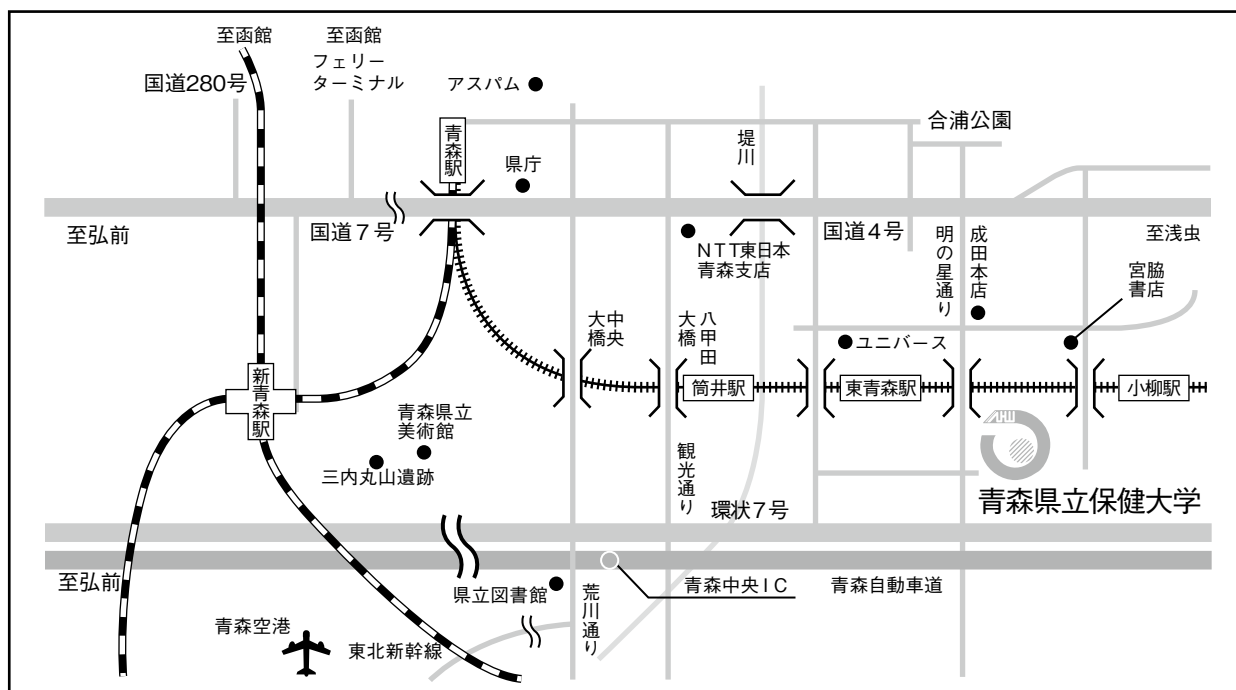 至函館
至函館
フェリー
ターミナル
国道280号
アスパム
青森駅
県庁
堤川
合浦公園
至弘前
国道7号
国道4号
至浅虫
NTT東日本
青森支店
明の星通り
成田本店
宮脇
書店
中央
大橋
八甲田
大橋
ユニバース
新青森駅
筒井駅
東青森駅
小柳駅
青森県立
美術館
三内丸山遺跡
観光通り
AHW
青森県立保健大学
環状7号
至弘前
県立図書館
荒川通り
青森中央IC
青森自動車道
青森空港
東北新幹線